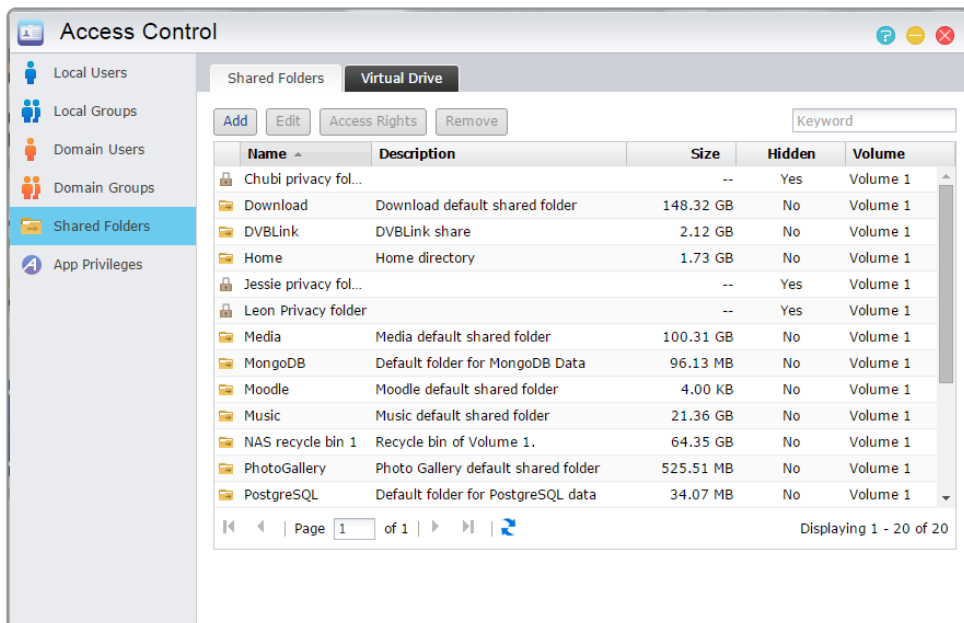 Access Control
Local Users
Local Groups
Domain Users
Domain Groups
Shared Folders
App Privileges
Shared Folders Virtual Drive
Add Edit Access Rights Remove Keyword
Name Description Size Hidden Volume
Chubi privacy fol... -- Yes Volume 1
Download Download default shared folder 148.32 GB No Volume 1
DVBLink DVBLink share 2.12 GB No Volume 1
Home Home directory 1.73 GB No Volume 1
Jessie privacy fol... -- Yes Volume 1
Leon Privacy folder -- Yes Volume 1
Media Media default shared folder 100.31 GB No Volume 1
MongoDB Default folder for MongoDB Data 96.13 MB No Volume 1
Moodle Moodle default shared folder 4.00 KB No Volume 1
Music Music default shared folder 21.36 GB No Volume 1
NAS recycle bin 1 Recycle bin of Volume 1. 64.35 GB No Volume 1
PhotoGallery Photo Gallery default shared folder 525.51 MB No Volume 1
PostgreSQL Default folder for PostgreSQL data 34.07 MB No Volume 1
Page 1 of 1 Displaying 1 - 20 of 20